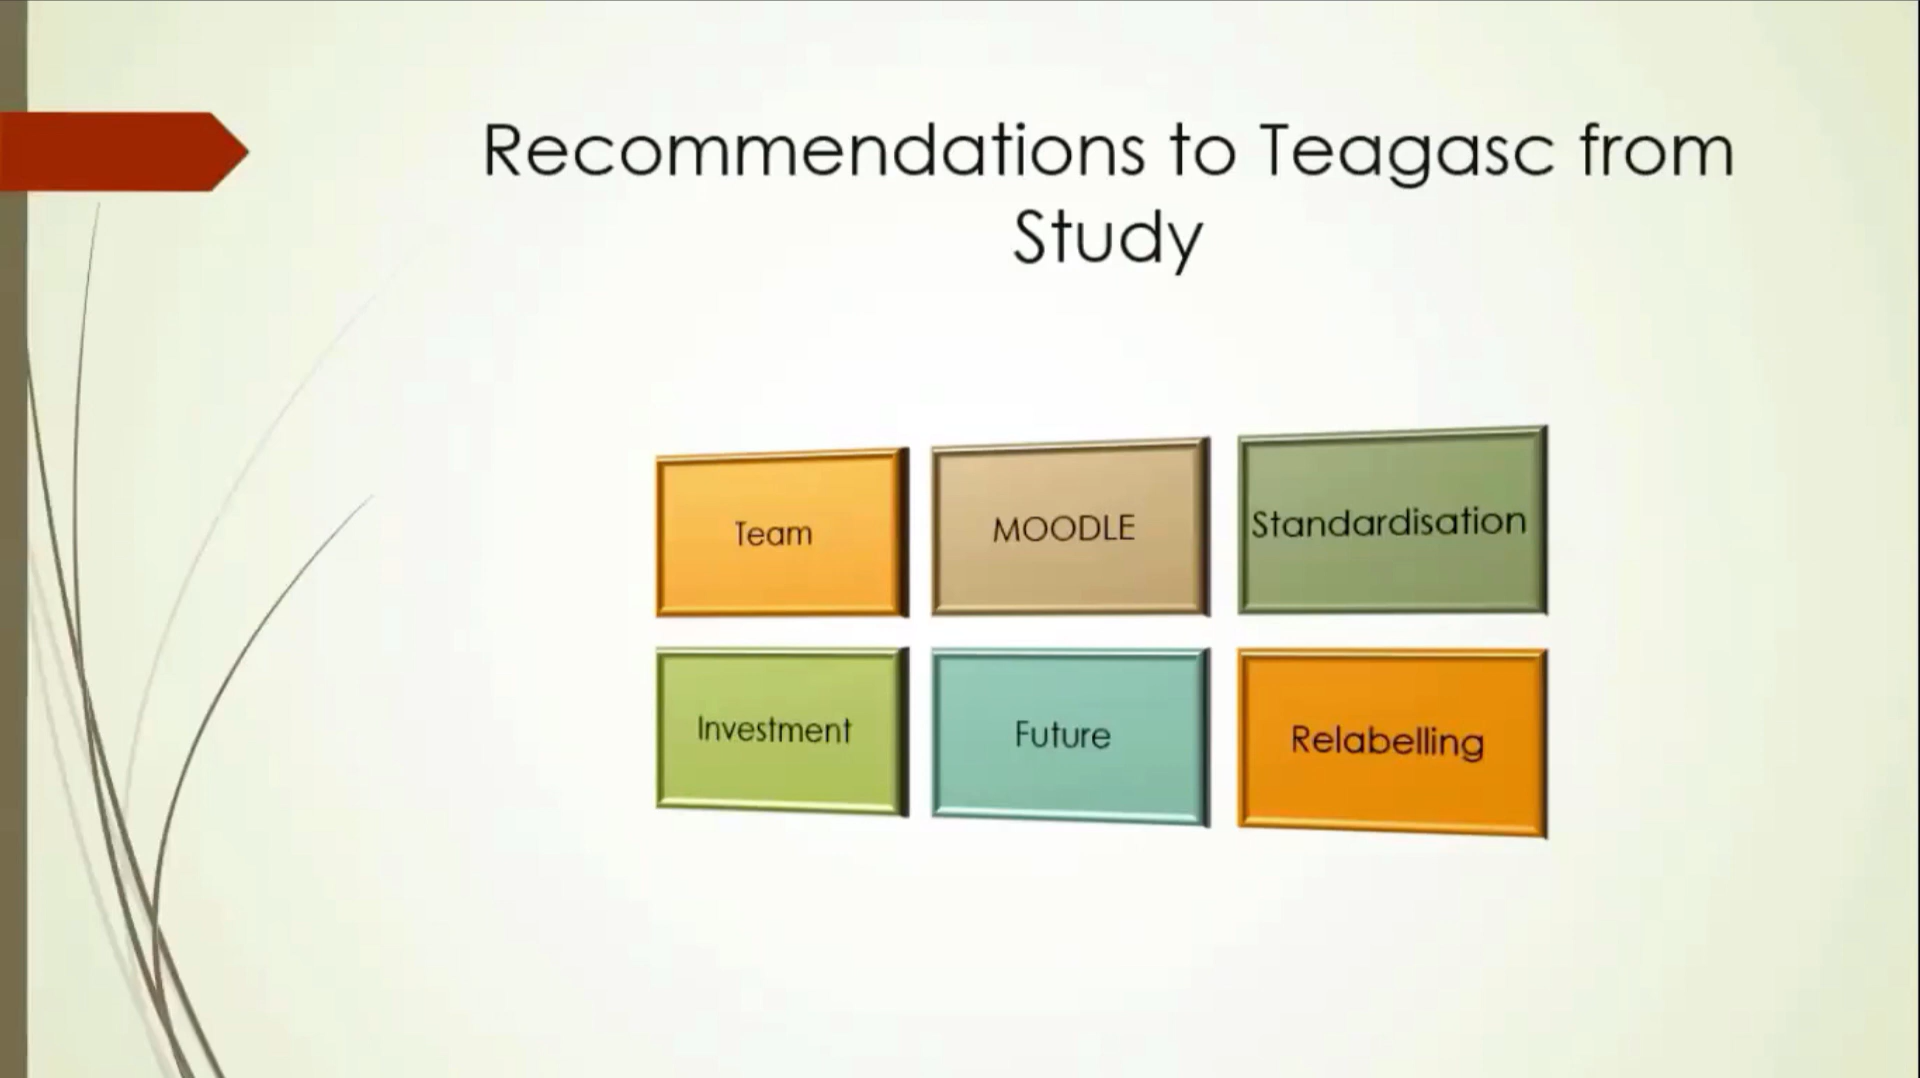 Recommendations to Teagasc from
Study
Team
MOODLE
Standardisation
Investment
Future
Relabelling